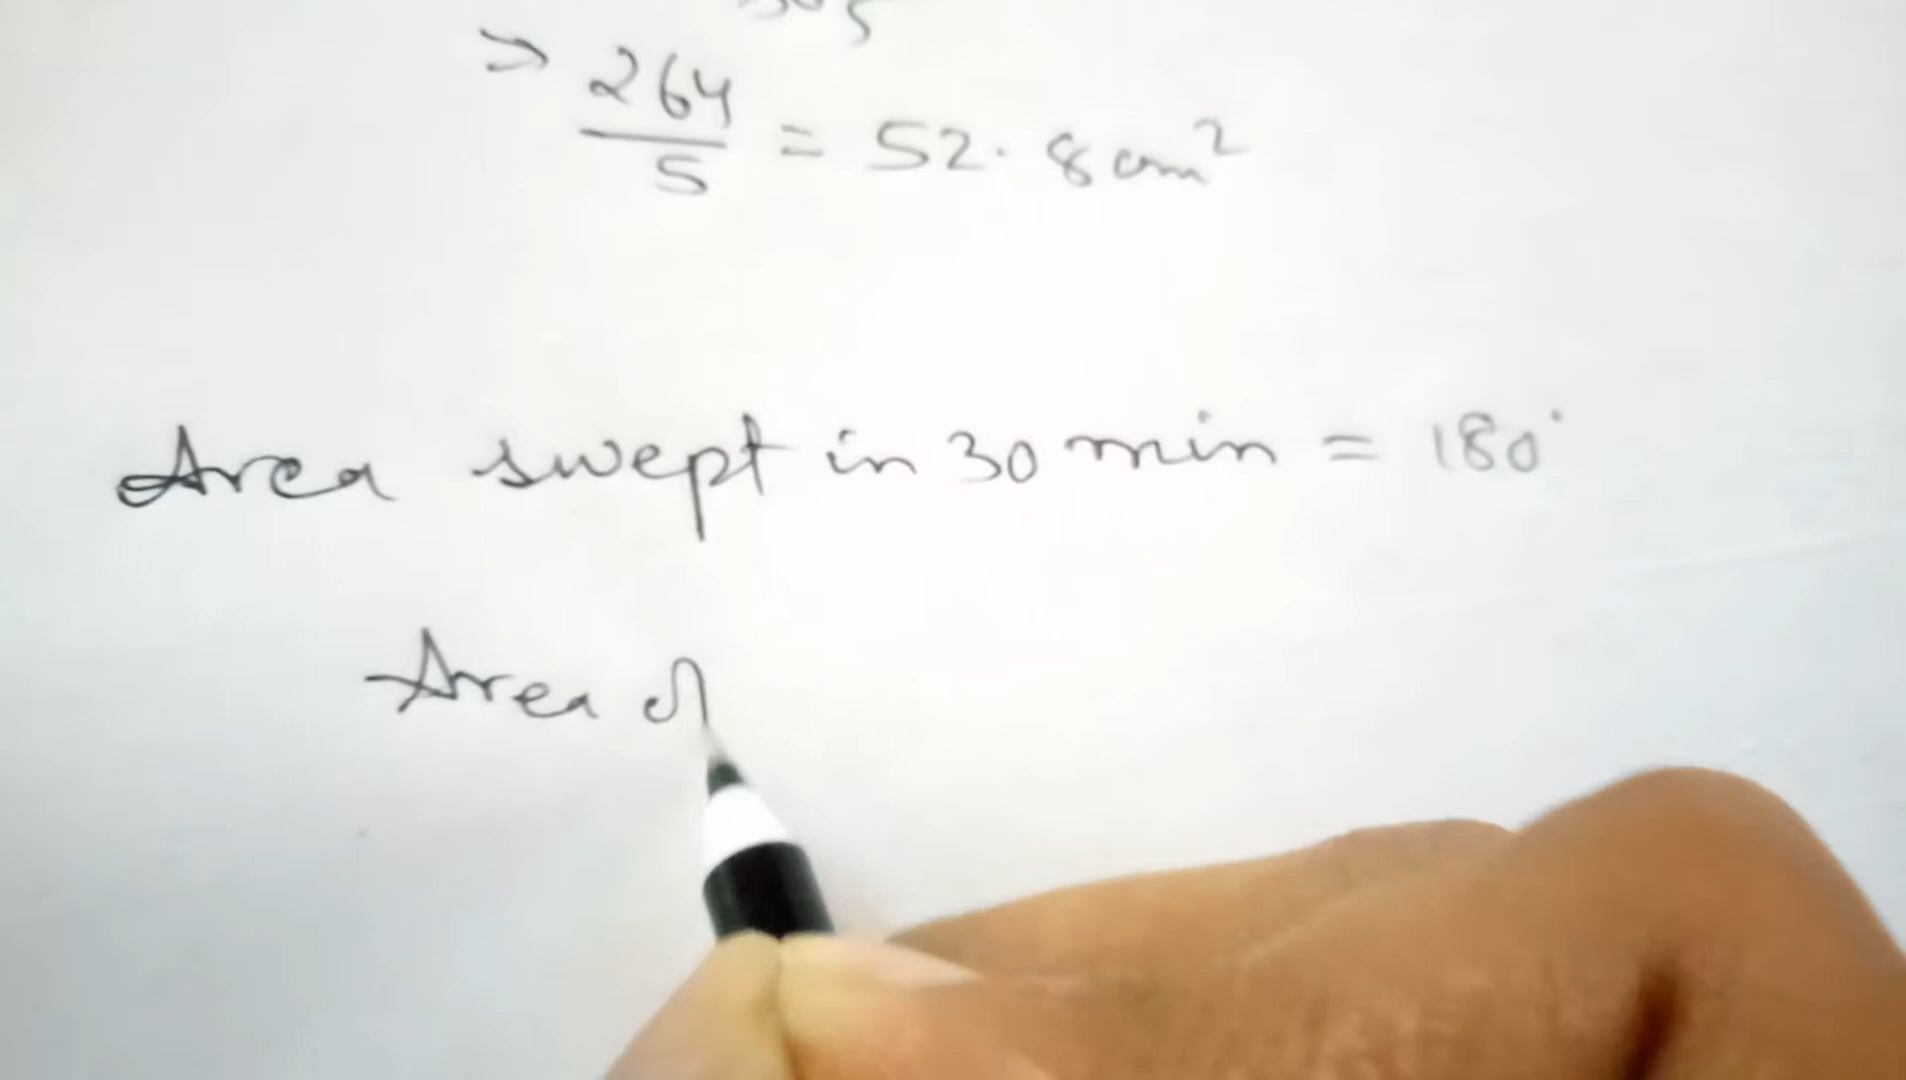 ⇒ 264
5 = 52.8 cm²
Area swept in 30 min = 180°
Area of